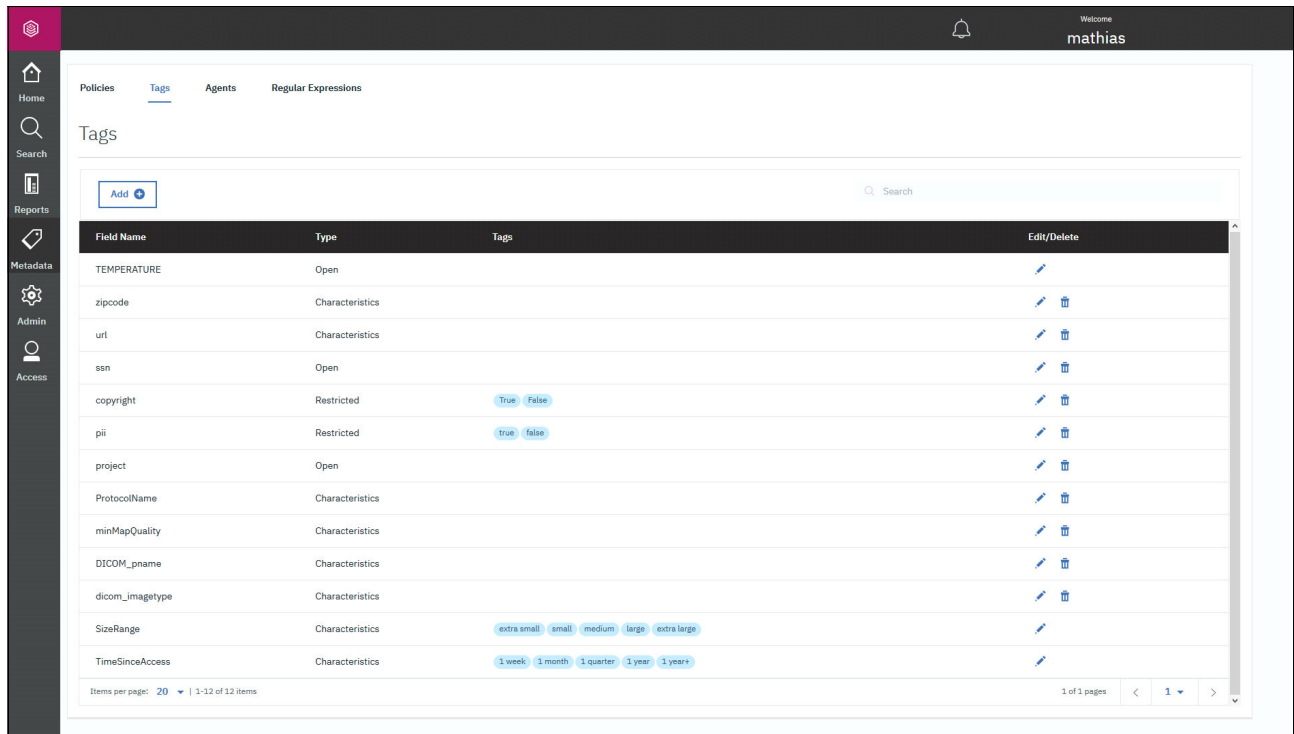 Welcome
mathias
Home
Search
Reports
Metadata
Admin
Access
Policies Tags Agents Regular Expressions
Tags
Add Search
Field Name Type Tags Edit/Delete
TEMPERATURE Open
zipcode Characteristics
url Characteristics
ssn Open
copyright Restricted True False
pii Restricted true false
project Open
ProtocolName Characteristics
minMapQuality Characteristics
DICOM_pname Characteristics
dicom_imagetype Characteristics
SizeRange Characteristics extra small small medium large extra large
TimeSinceAccess Characteristics 1 week 1 month 1 quarter 1 year 1 year+
Items per page: 20 | 1-12 of 12 items 1 of 1 pages 1